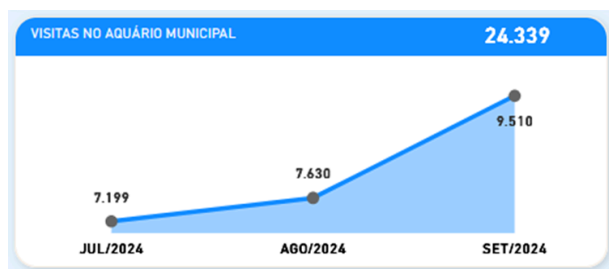 VISITAS NO AQUÁRIO MUNICIPAL 24.339
9.510
7.630
7.199
JUL/2024 AGO/2024 SET/2024